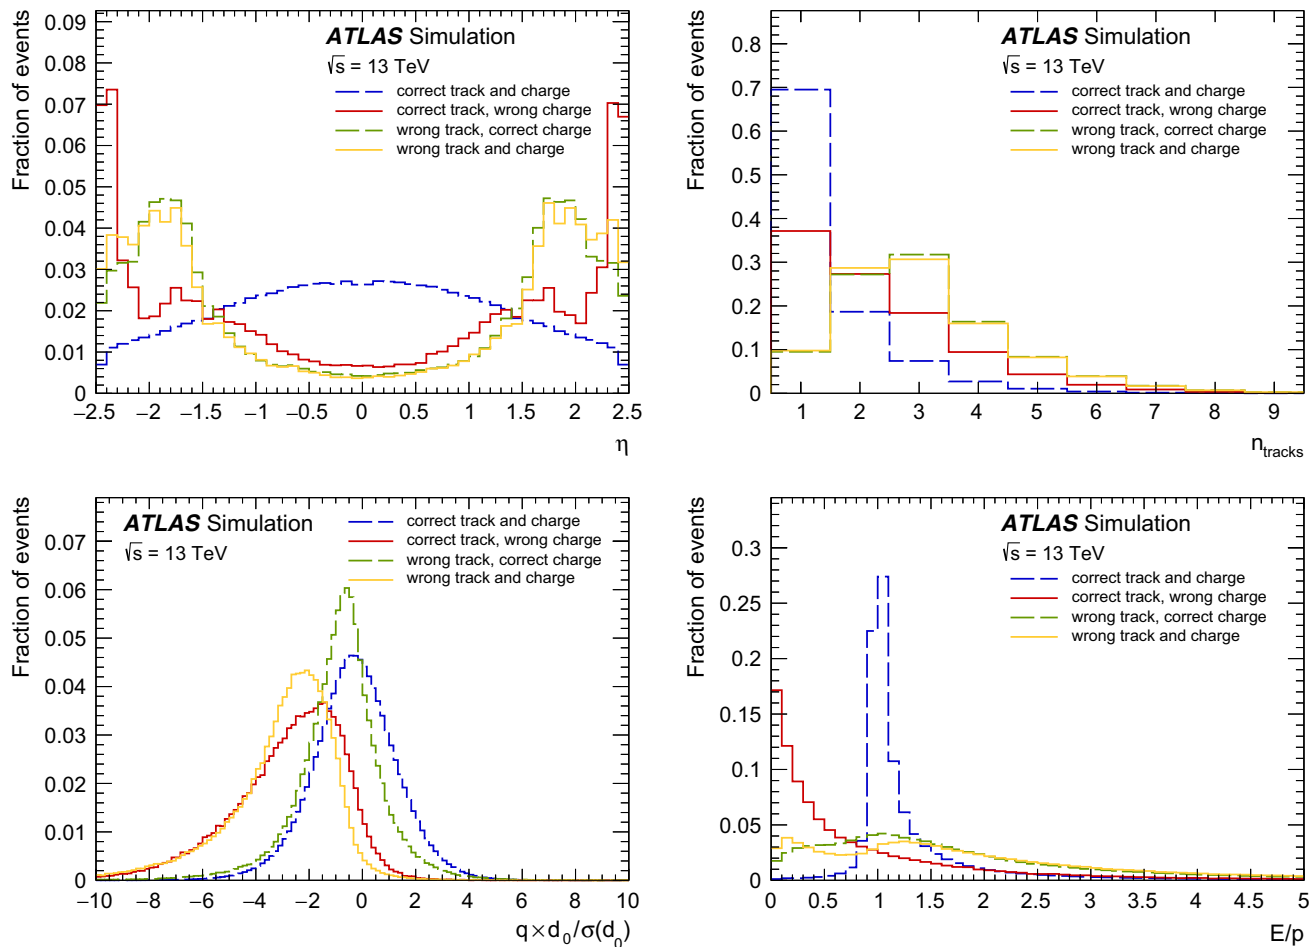 Fraction of events
0.09
0.08
0.07
0.06
0.05
0.04
0.03
0.02
0.01
0
ATLAS Simulation
√s = 13 TeV
correct track and charge
correct track, wrong charge
wrong track, correct charge
wrong track and charge
−2.5 −2 −1.5 −1 −0.5 0 0.5 1 1.5 2 2.5
η
Fraction of events
0.8
0.7
0.6
0.5
0.4
0.3
0.2
0.1
0
ATLAS Simulation
√s = 13 TeV
correct track and charge
correct track, wrong charge
wrong track, correct charge
wrong track and charge
1 2 3 4 5 6 7 8 9
n_tracks
Fraction of events
0.07
0.06
0.05
0.04
0.03
0.02
0.01
0
ATLAS Simulation
√s = 13 TeV
correct track and charge
correct track, wrong charge
wrong track, correct charge
wrong track and charge
−10 −8 −6 −4 −2 0 2 4 6 8 10
q×d₀/σ(d₀)
Fraction of events
0.3
0.25
0.2
0.15
0.1
0.05
0
ATLAS Simulation
√s = 13 TeV
correct track and charge
correct track, wrong charge
wrong track, correct charge
wrong track and charge
0 0.5 1 1.5 2 2.5 3 3.5 4 4.5 5
E/p